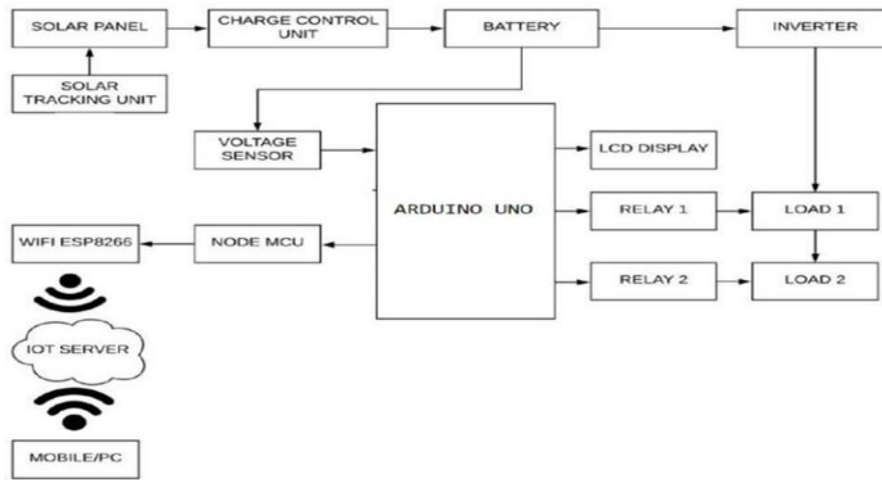 SOLAR PANEL
CHARGE CONTROL
UNIT
BATTERY
INVERTER
SOLAR
TRACKING UNIT
VOLTAGE
SENSOR
LCD DISPLAY
ARDUINO UNO
RELAY 1
LOAD 1
WIFI ESP8266
NODE MCU
RELAY 2
LOAD 2
IOT SERVER
MOBILE/PC